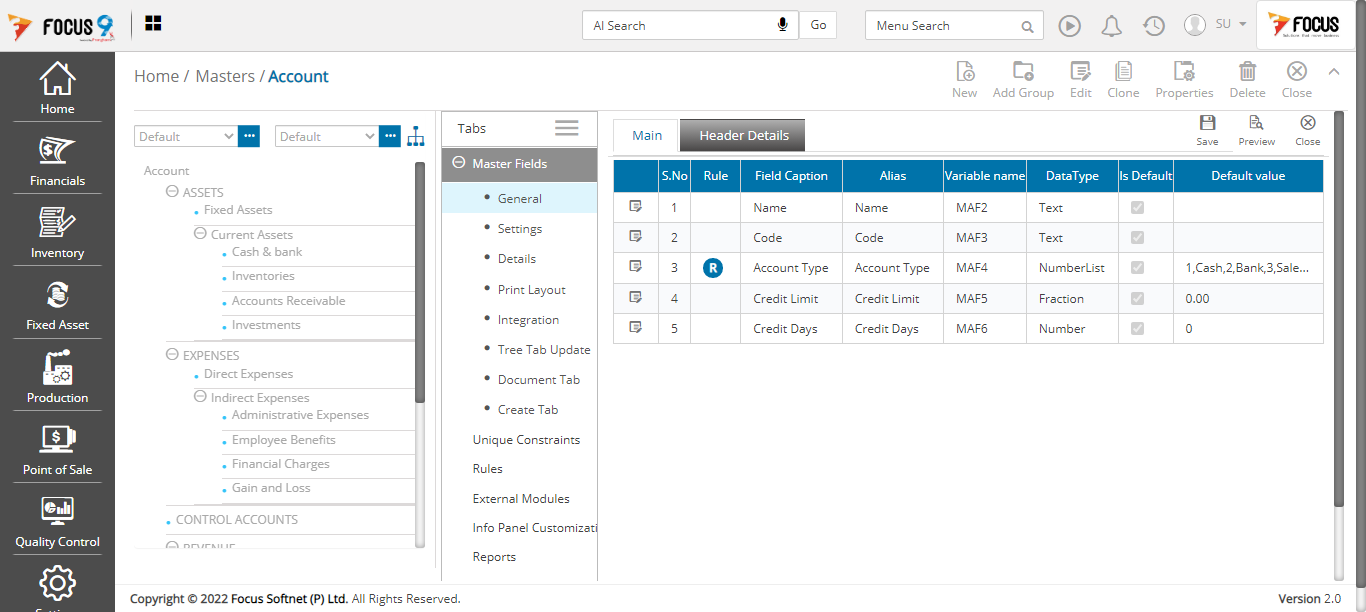 FOCUS 9
AI Search
Go
Menu Search
SU
FOCUS
Home / Masters / Account
New
Add Group
Edit
Clone
Properties
Delete
Close
Home
Financials
Inventory
Fixed Asset
Production
Point of Sale
Quality Control
Default
Default
Account
ASSETS
Fixed Assets
Current Assets
Cash & bank
Inventories
Accounts Receivable
Investments
EXPENSES
Direct Expenses
Indirect Expenses
Administrative Expenses
Employee Benefits
Financial Charges
Gain and Loss
CONTROL ACCOUNTS
REVENUE
Tabs
Master Fields
General
Settings
Details
Print Layout
Integration
Tree Tab Update
Document Tab
Create Tab
Unique Constraints
Rules
External Modules
Info Panel Customizati
Reports
Main
Header Details
Save
Preview
Close
S.No Rule Field Caption Alias Variable name DataType Is Default Default value
1 Name Name MAF2 Text
2 Code Code MAF3 Text
3 R Account Type Account Type MAF4 NumberList 1,Cash,2,Bank,3,Sale...
4 Credit Limit Credit Limit MAF5 Fraction 0.00
5 Credit Days Credit Days MAF6 Number 0
Copyright © 2022 Focus Softnet (P) Ltd. All Rights Reserved.
Version 2.0